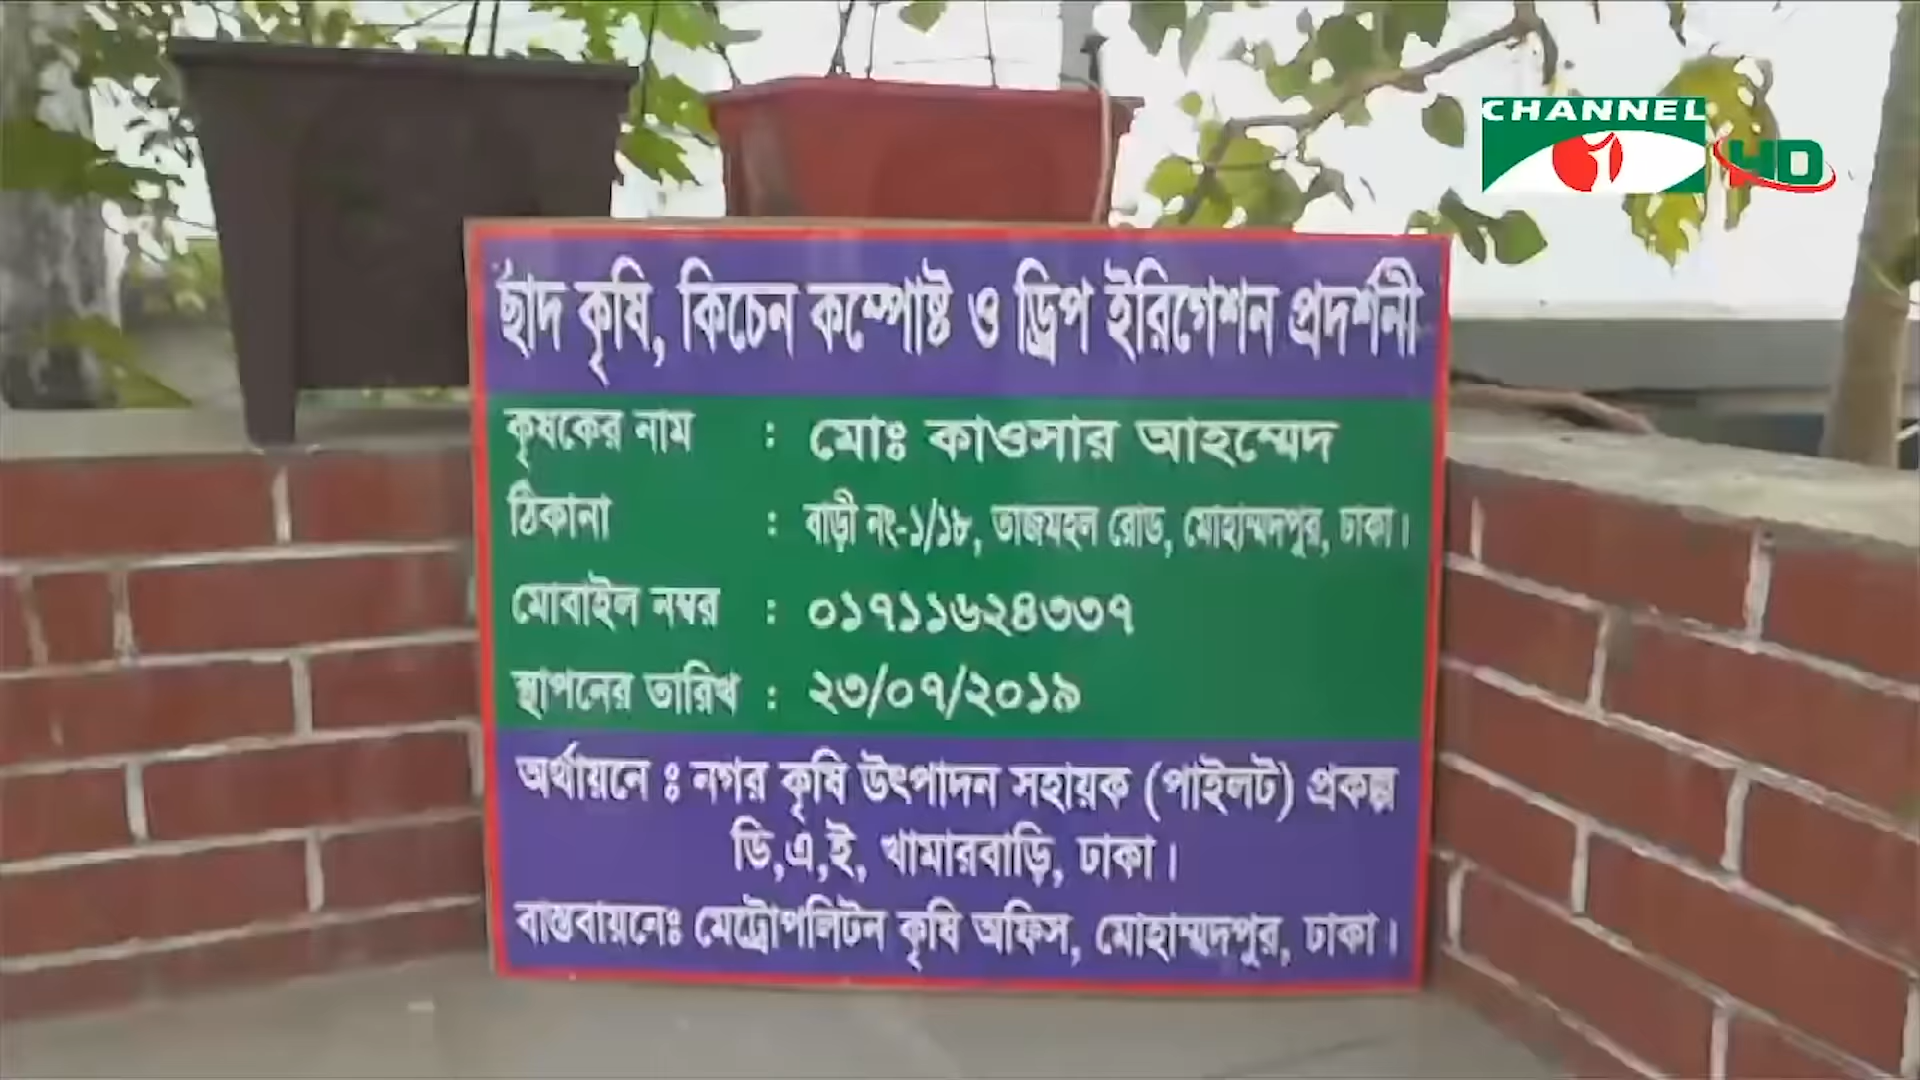 CHANNEL
i HD
ছাঁদ কৃষি, কিচেন কম্পোষ্ট ও ড্রিপ ইরিগেশন প্রদর্শনী
কৃষকের নাম : মোঃ কাওসার আহম্মেদ
ঠিকানা : বাড়ী নং-১/১৮, তাজমহল রোড, মোহাম্মদপুর, ঢাকা।
মোবাইল নম্বর : ০১৭১১৬২৪৩৩৭
স্থাপনের তারিখ : ২৩/০৭/২০১৯
অর্থায়নে ঃ নগর কৃষি উৎপাদন সহায়ক (পাইলট) প্রকল্প
ডি,এ,ই, খামারবাড়ি, ঢাকা।
বাস্তবায়নেঃ মেট্রোপলিটন কৃষি অফিস, মোহাম্মদপুর, ঢাকা।